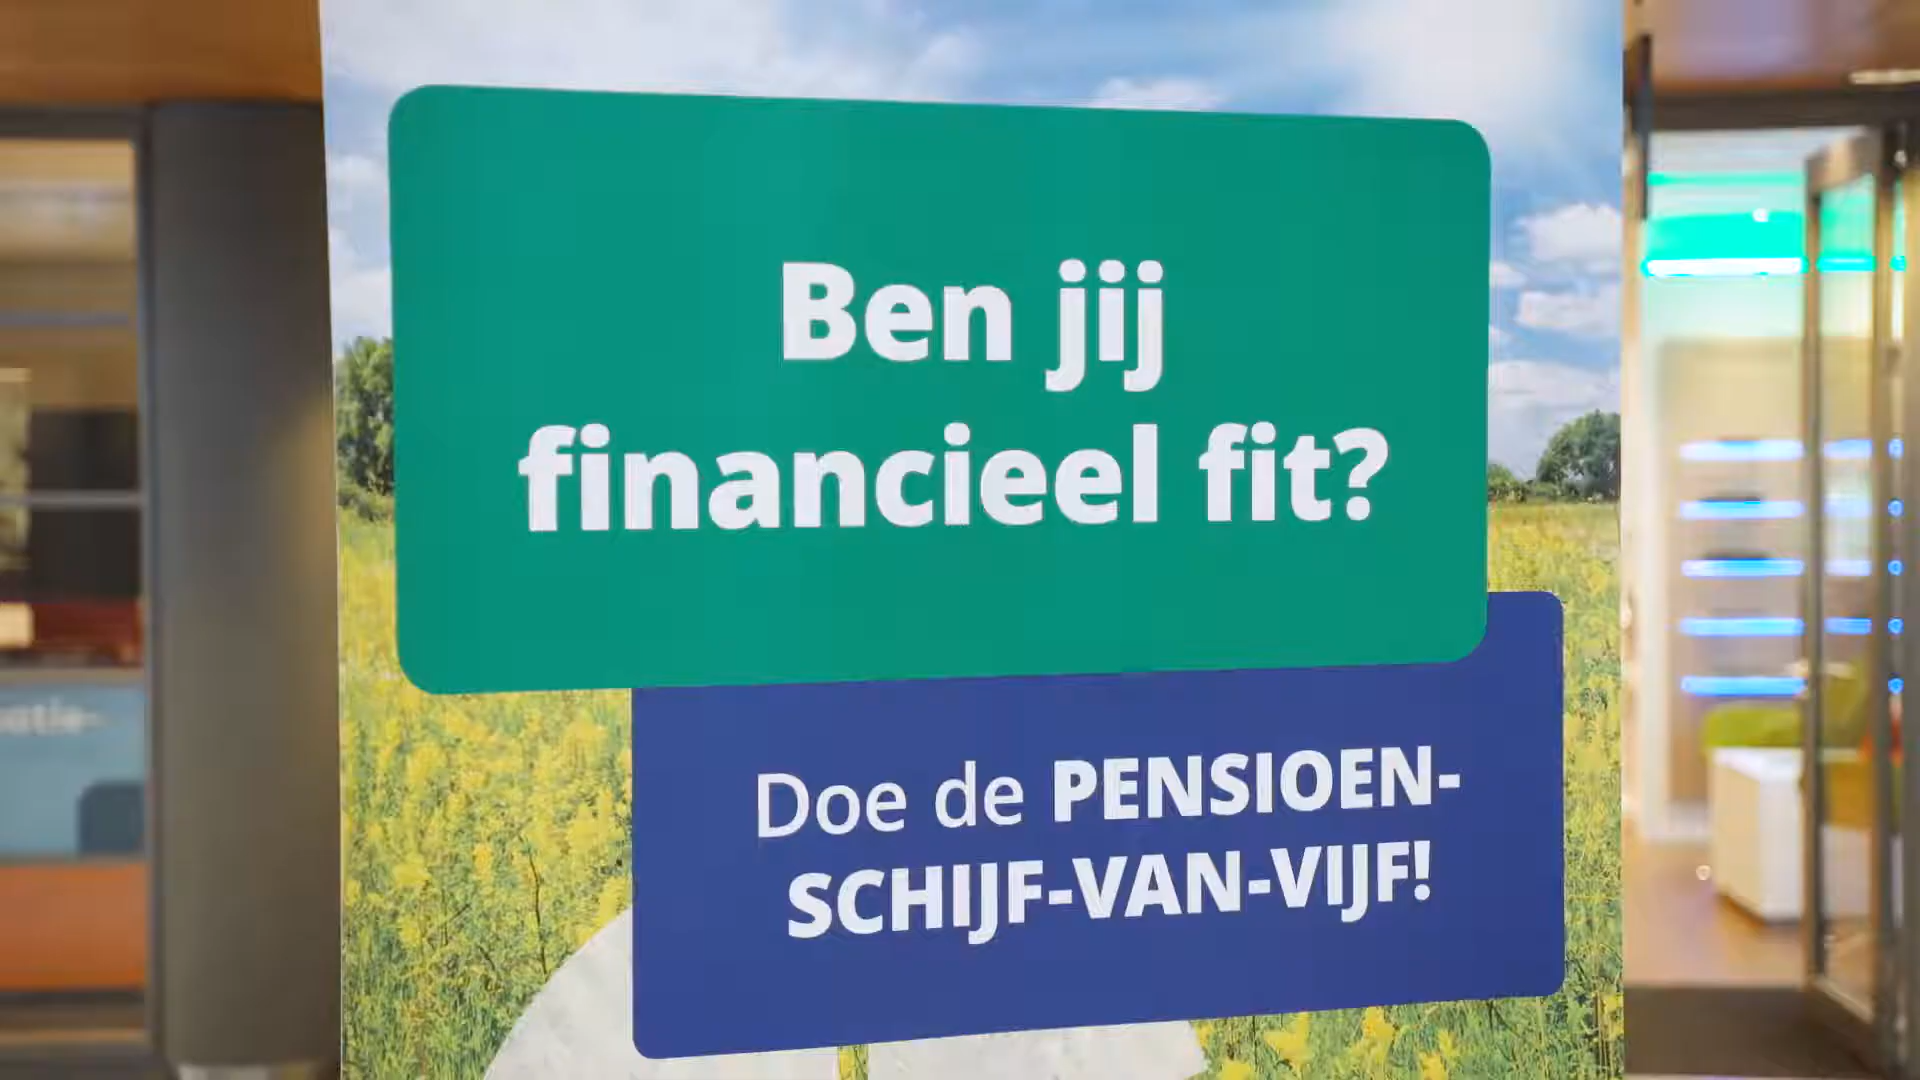 Ben jij
financieel fit?
Doe de PENSIOEN-
SCHIJF-VAN-VIJF!